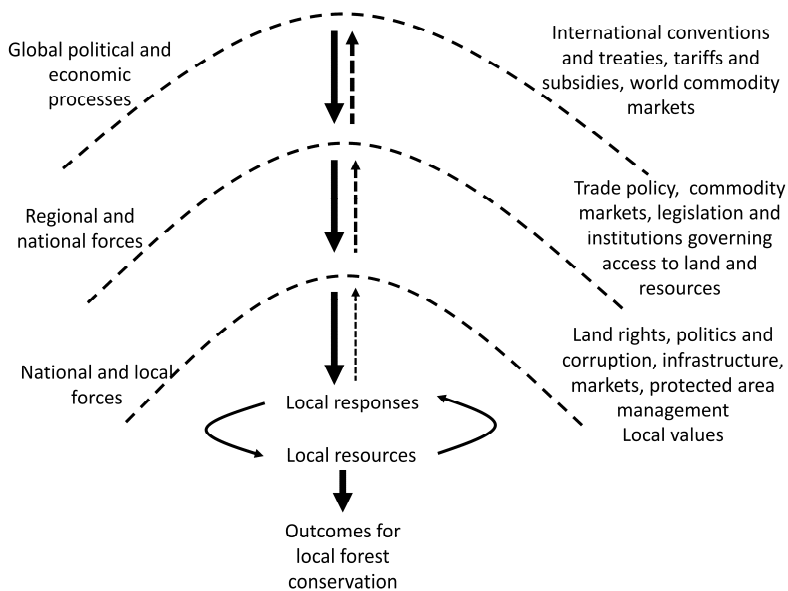 Global political and
economic
processes
International conventions
and treaties, tariffs and
subsidies, world commodity
markets
Regional and
national forces
Trade policy, commodity
markets, legislation and
institutions governing
access to land and
resources
National and local
forces
Land rights, politics and
corruption, infrastructure,
markets, protected area
management
Local values
Local responses
Local resources
Outcomes for
local forest
conservation